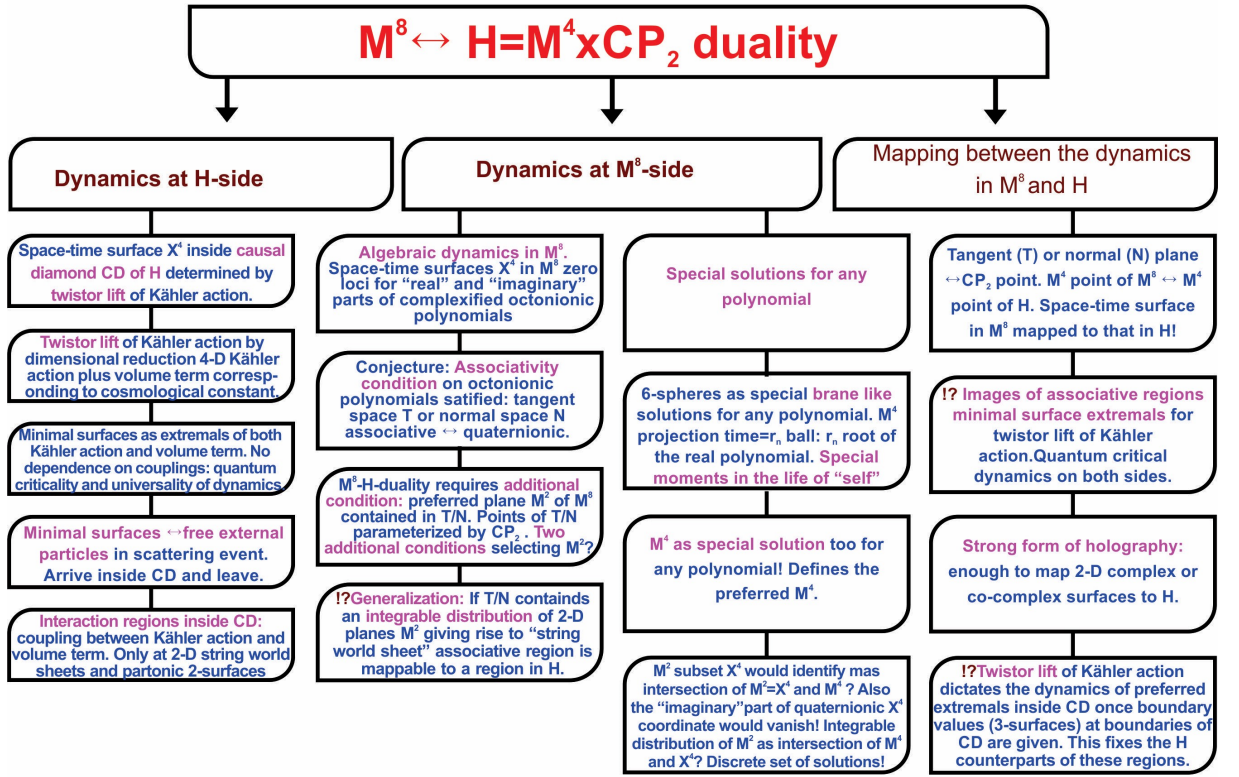 M⁸↔ H=M⁴xCP₂ duality
Dynamics at H-side
Space-time surface X⁴ inside causal
diamond CD of H determined by
twistor lift of Kähler action.
Twistor lift of Kähler action by
dimensional reduction 4-D Kähler
action plus volume term corresp-
onding to cosmological constant.
Minimal surfaces as extremals of both
Kähler action and volume term. No
dependence on couplings: quantum
criticality and universality of dynamics
Minimal surfaces ↔free external
particles in scattering event.
Arrive inside CD and leave.
Interaction regions inside CD:
coupling between Kähler action and
volume term. Only at 2-D string world
sheets and partonic 2-surfaces
Dynamics at M⁸-side
Algebraic dynamics in M⁸.
Space-time surfaces X⁴ in M⁸ zero
loci for “real” and “imaginary”
parts of complexified octonionic
polynomials
Conjecture: Associativity
condition on octonionic
polynomials satified: tangent
space T or normal space N
associative ↔ quaternionic.
M⁸-H-duality requires additional
condition: preferred plane M² of M⁸
contained in T/N. Points of T/N
parameterized by CP₂ . Two
additional conditions selecting M²?
!?Generalization: If T/N containds
an integrable distribution of 2-D
planes M² giving rise to “string
world sheet” associative region is
mappable to a region in H.
Special solutions for any
polynomial
6-spheres as special brane like
solutions for any polynomial. M⁴
projection time=rₙ ball: rₙ root of
the real polynomial. Special
moments in the life of “self”
M⁴ as special solution too for
any polynomial! Defines the
preferred M⁴.
M² subset X⁴ would identify mas
intersection of M²=X⁴ and M⁴ ? Also
the “imaginary”part of quaternionic X⁴
coordinate would vanish! Integrable
distribution of M² as intersection of M⁴
and X⁴? Discrete set of solutions!
Mapping between the dynamics
in M⁸ and H
Tangent (T) or normal (N) plane
↔CP₂ point. M⁴ point of M⁸ ↔ M⁴
point of H. Space-time surface
in M⁸ mapped to that in H!
!? Images of associative regions
minimal surface extremals for
twistor lift of Kähler
action.Quantum critical
dynamics on both sides.
Strong form of holography:
enough to map 2-D complex or
co-complex surfaces to H.
!?Twistor lift of Kähler action
dictates the dynamics of preferred
extremals inside CD once boundary
values (3-surfaces) at boundaries of
CD are given. This fixes the H
counterparts of these regions.